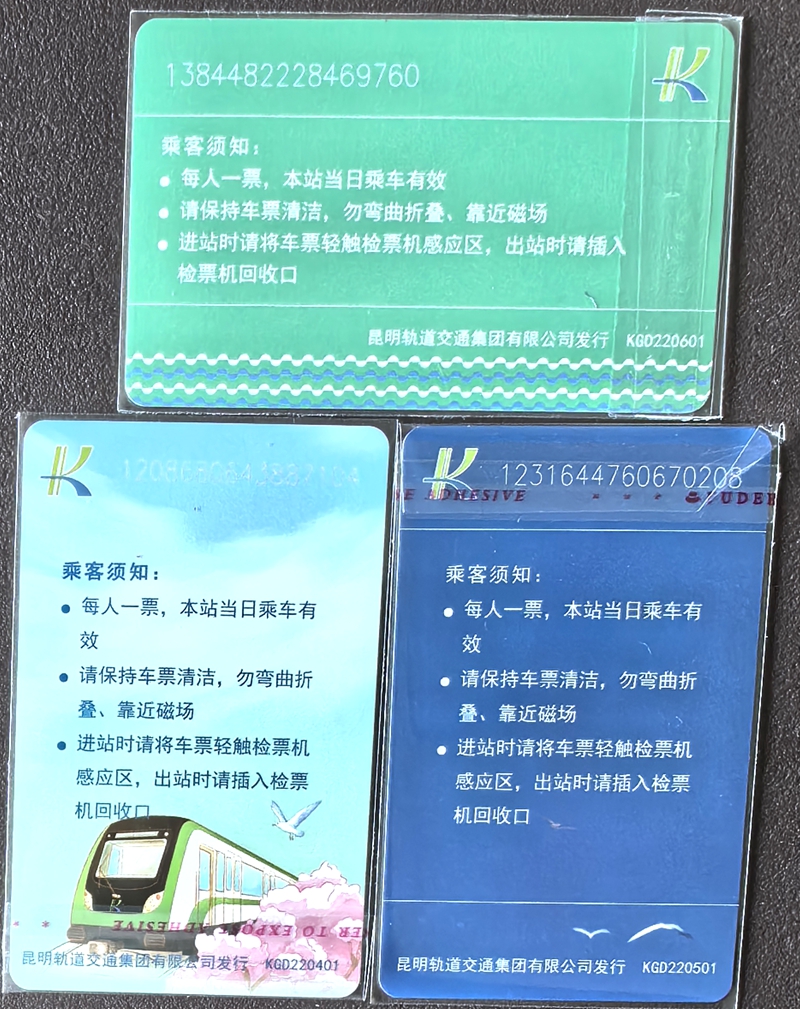 1384482228469760
乘客须知：
每人一票，本站当日乘车有效
请保持车票清洁，勿弯曲折叠、靠近磁场
进站时请将车票轻触检票机感应区，出站时请插入
检票机回收口
昆明轨道交通集团有限公司发行 KGD220601
乘客须知：
每人一票，本站当日乘车有
效
请保持车票清洁，勿弯曲折
叠、靠近磁场
进站时请将车票轻触检票机
感应区，出站时请插入检票
机回收口
TO EXPOSE ADHESIVE
昆明轨道交通集团有限公司发行 KGD220401
1231644760670208
ADHESIVE
乘客须知：
每人一票，本站当日乘车有
效
请保持车票清洁，勿弯曲折
叠、靠近磁场
进站时请将车票轻触检票机
感应区，出站时请插入检票
机回收口
昆明轨道交通集团有限公司发行 KGD220501